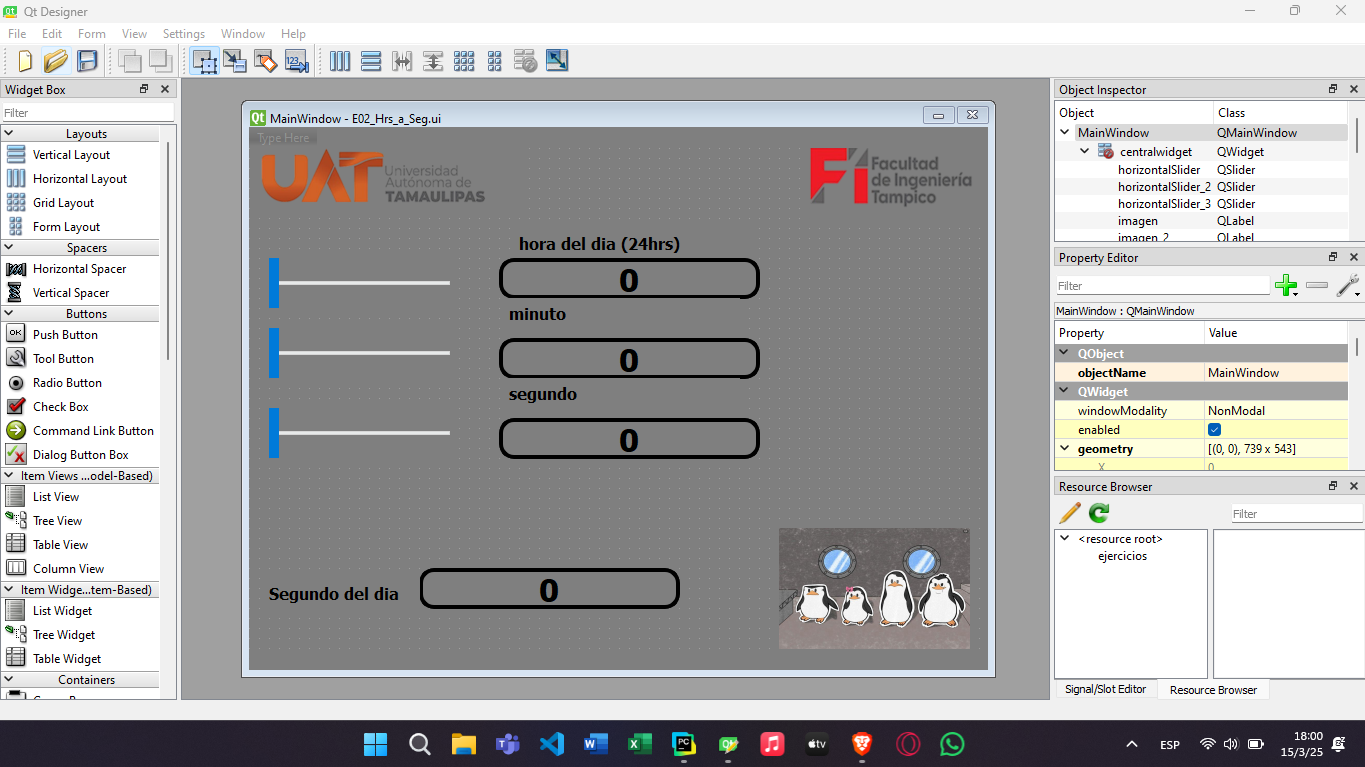 Qt Designer
File Edit Form View Settings Window Help
Widget Box
Filter
Layouts
Vertical Layout
Horizontal Layout
Grid Layout
Form Layout
Spacers
Horizontal Spacer
Vertical Spacer
Buttons
OK Push Button
Tool Button
Radio Button
Check Box
Command Link Button
Dialog Button Box
Item Views ...odel-Based)
List View
Tree View
Table View
Column View
Item Widge...tem-Based)
List Widget
Tree Widget
Table Widget
Containers
MainWindow - E02_Hrs_a_Seg.ui
Type Here
UAT Universidad
Autónoma de
TAMAULIPAS
FI Facultad
de Ingeniería
Tampico
hora del dia (24hrs)
0
minuto
0
segundo
0
Segundo del dia 0
Object Inspector
Object Class
MainWindow QMainWindow
centralwidget QWidget
horizontalSlider QSlider
horizontalSlider_2 QSlider
horizontalSlider_3 QSlider
imagen QLabel
imagen_2 QLabel
Property Editor
Filter
MainWindow : QMainWindow
Property Value
QObject
objectName MainWindow
QWidget
windowModality NonModal
enabled
geometry [(0, 0), 739 x 543]
X 0
Resource Browser
Filter
<resource root>
ejercicios
Signal/Slot Editor Resource Browser
ESP
18:00
15/3/25